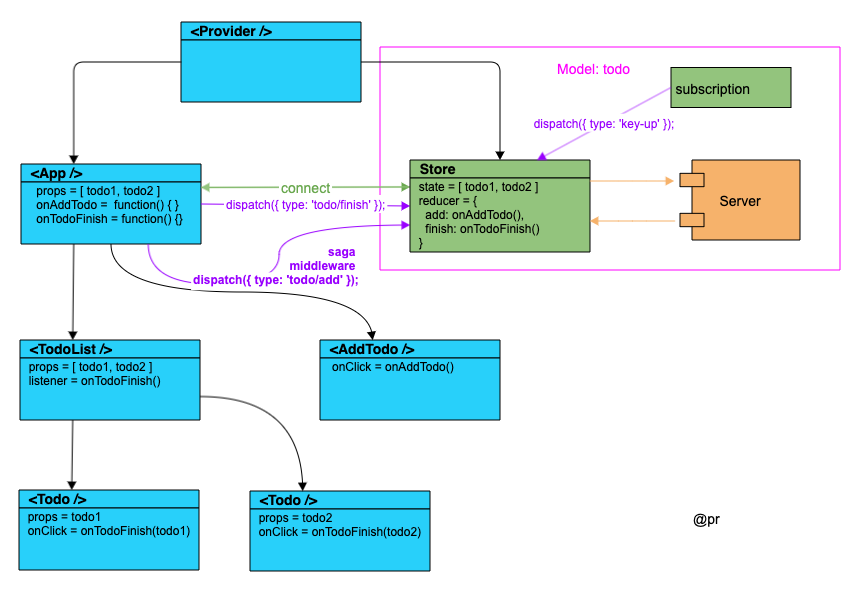 <Provider />
Model: todo
subscription
dispatch({ type: 'key-up' });
<App />
props = [ todo1, todo2 ]
onAddTodo =  function() { }
onTodoFinish = function() {}
connect
dispatch({ type: 'todo/finish' });
saga
middleware
dispatch({ type: 'todo/add' });
Store
state = [ todo1, todo2 ]
reducer = {
add: onAddTodo(),
finish: onTodoFinish()
}
Server
<TodoList />
props = [ todo1, todo2 ]
listener = onTodoFinish()
<AddTodo />
onClick = onAddTodo()
<Todo />
props = todo1
onClick = onTodoFinish(todo1)
<Todo />
props = todo2
onClick = onTodoFinish(todo2)
@pr